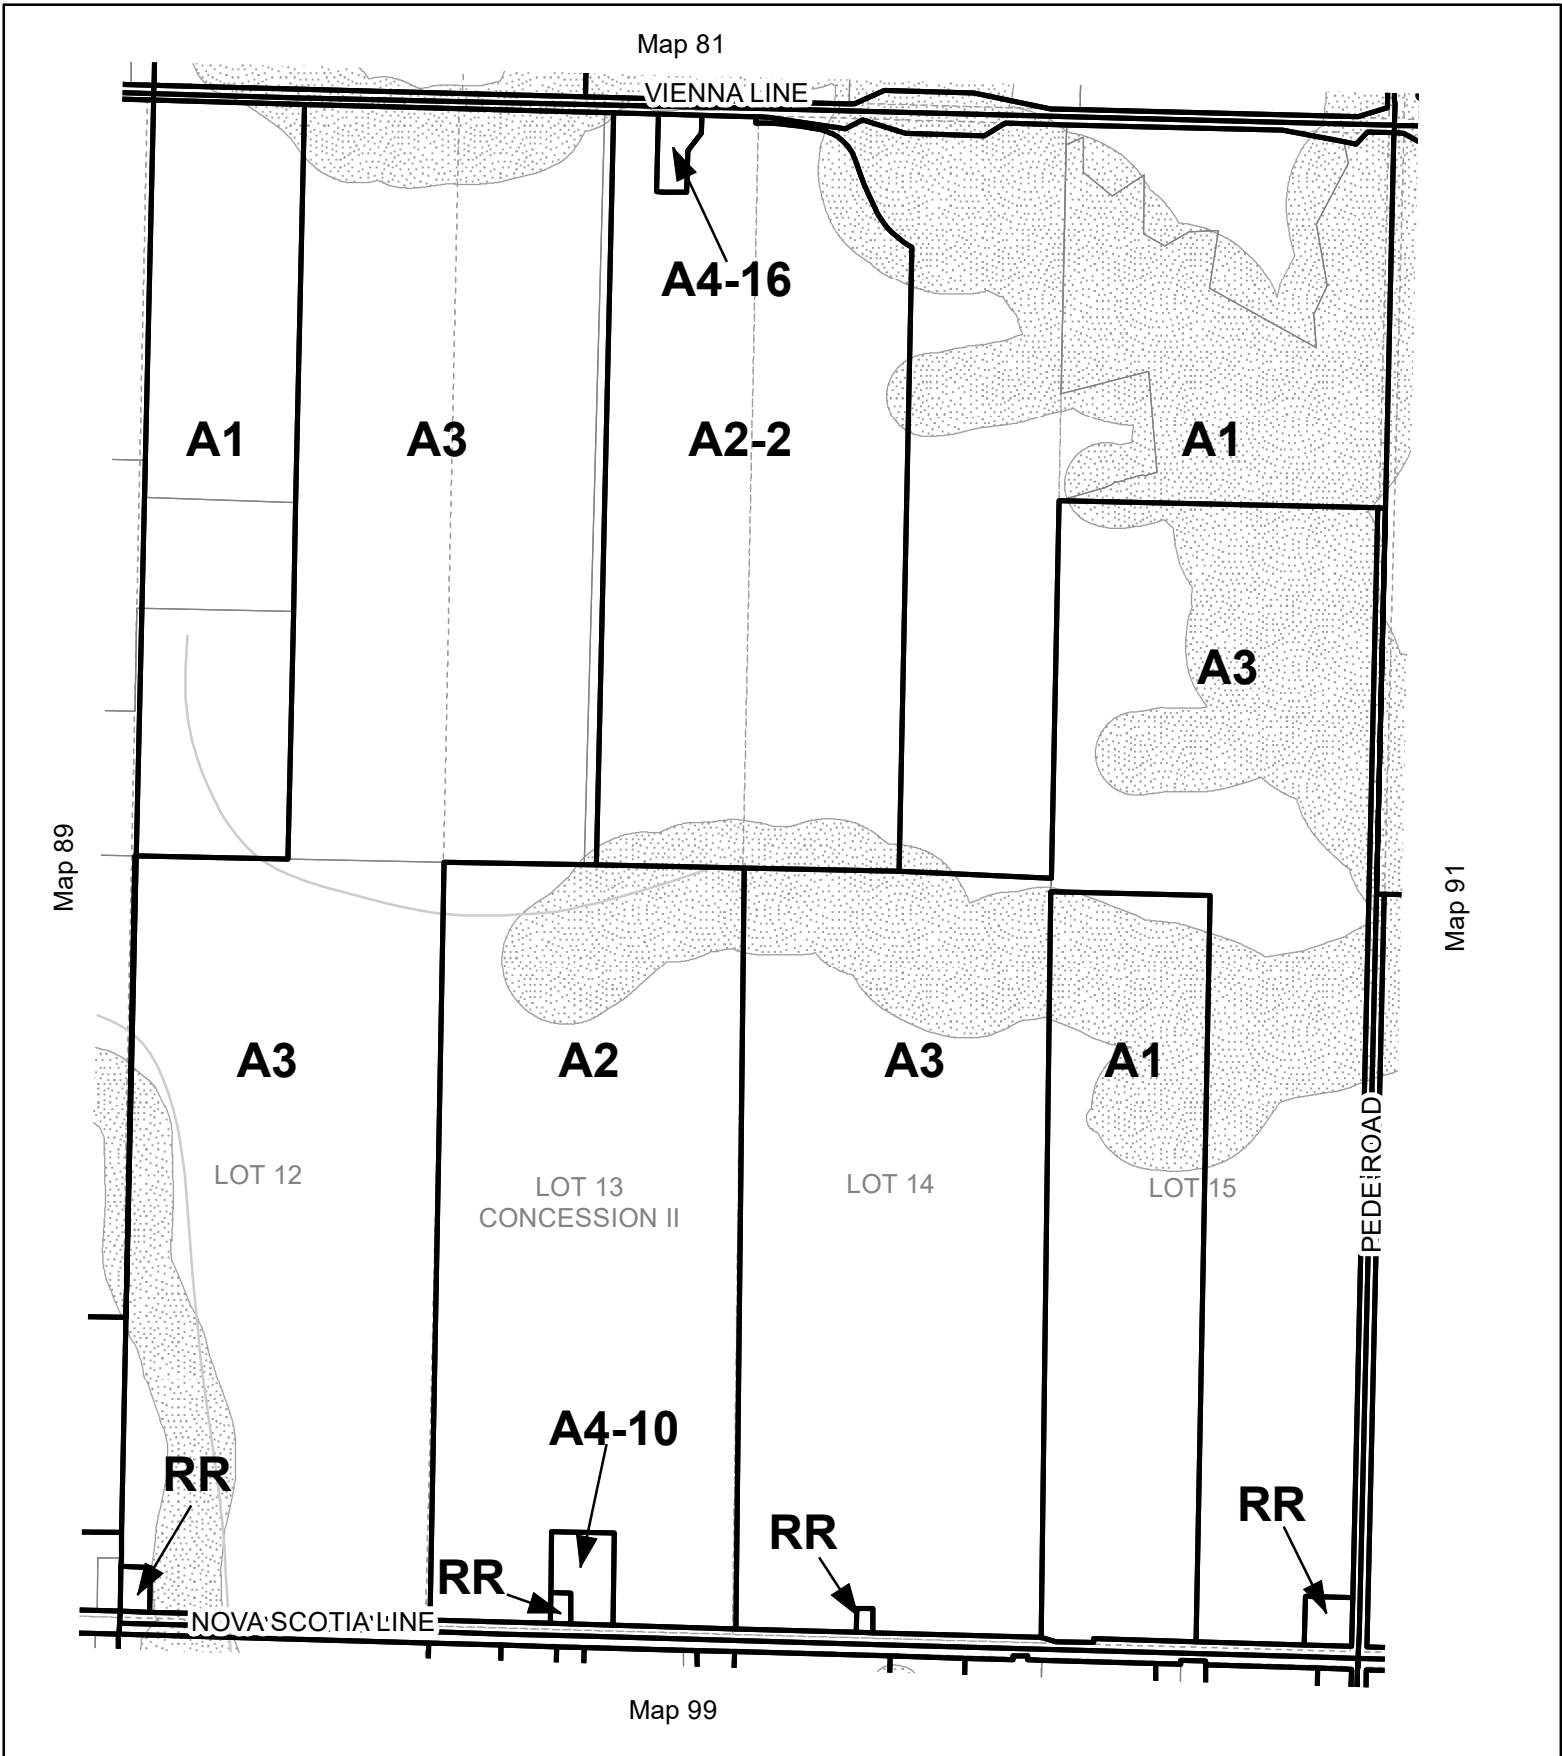 Map 81
VIENNA LINE
A4-16
A1
A3
A2-2
A1
A3
Map 89
Map 91
A3
A2
A3
A1
LOT 12
LOT 13
CONCESSION II
LOT 14
LOT 15
ROAD
A4-10
RR
RR
RR
RR
NOVA SCOTIA LINE
Map 99